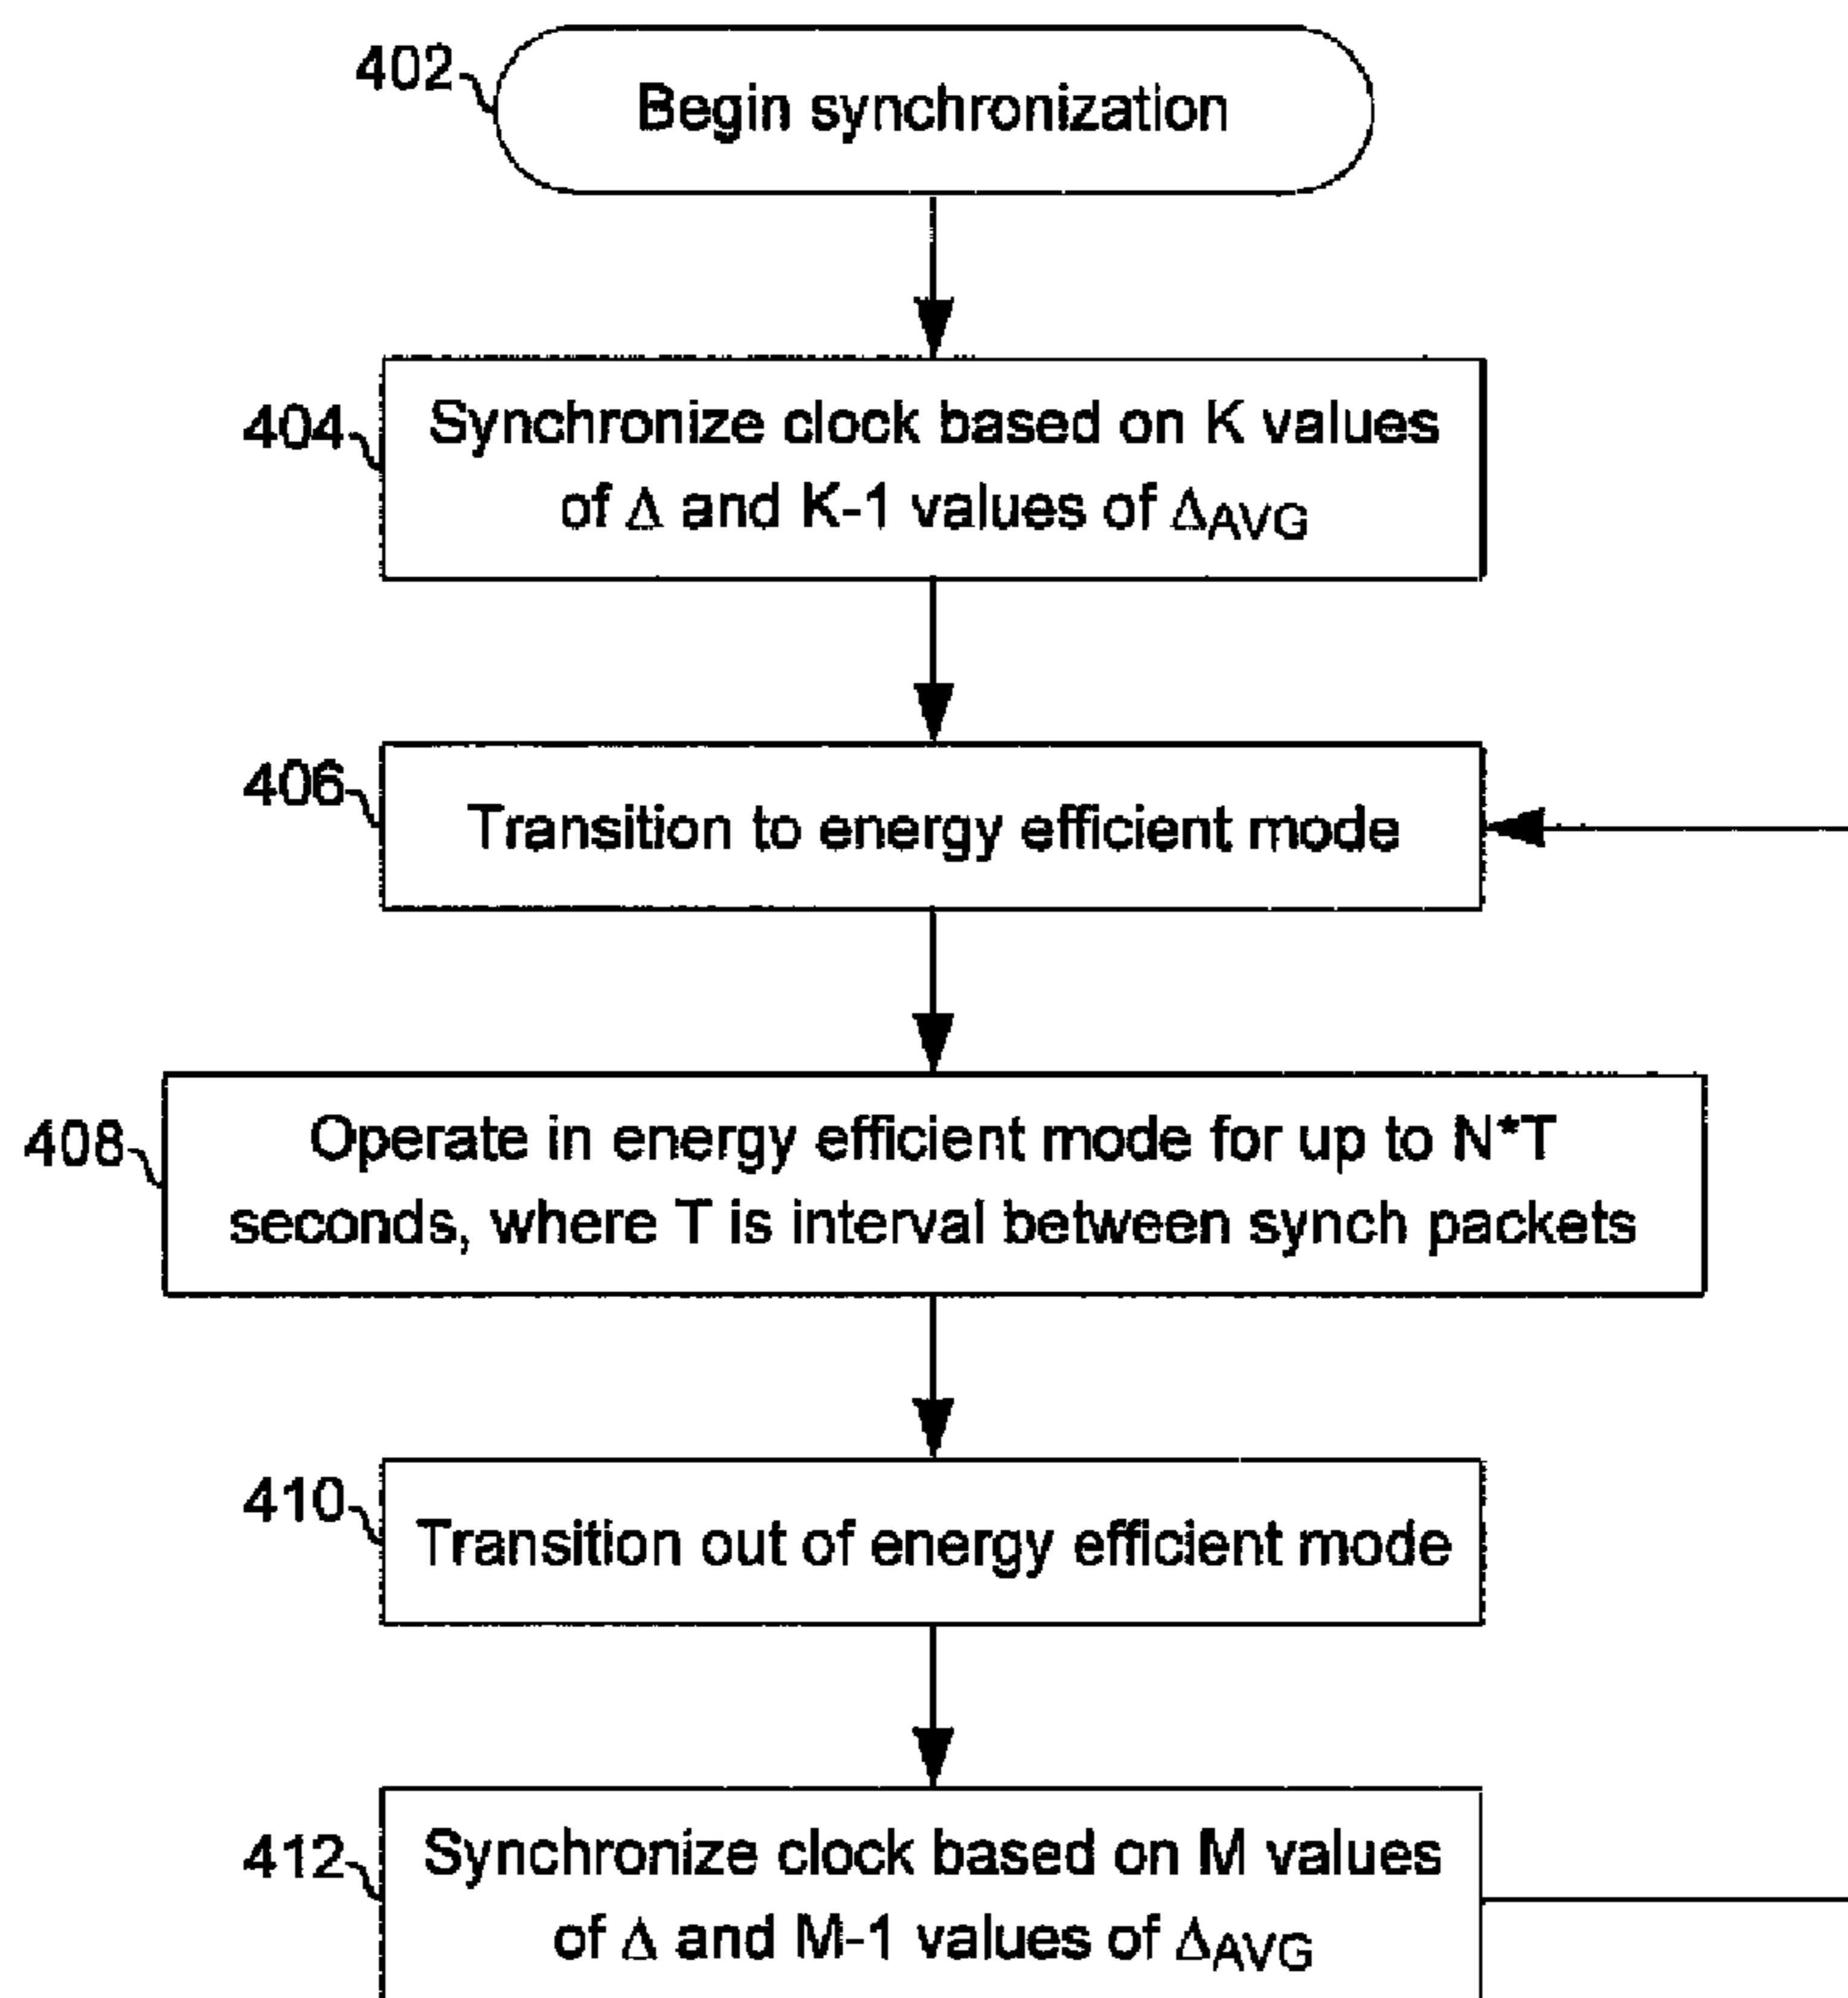 402
Begin synchronization
404
Synchronize clock based on K values
of Δ and K-1 values of ΔAVG
406
Transition to energy efficient mode
408
Operate in energy efficient mode for up to N*T
seconds, where T is interval between synch packets
410
Transition out of energy efficient mode
412
Synchronize clock based on M values
of Δ and M-1 values of ΔAVG